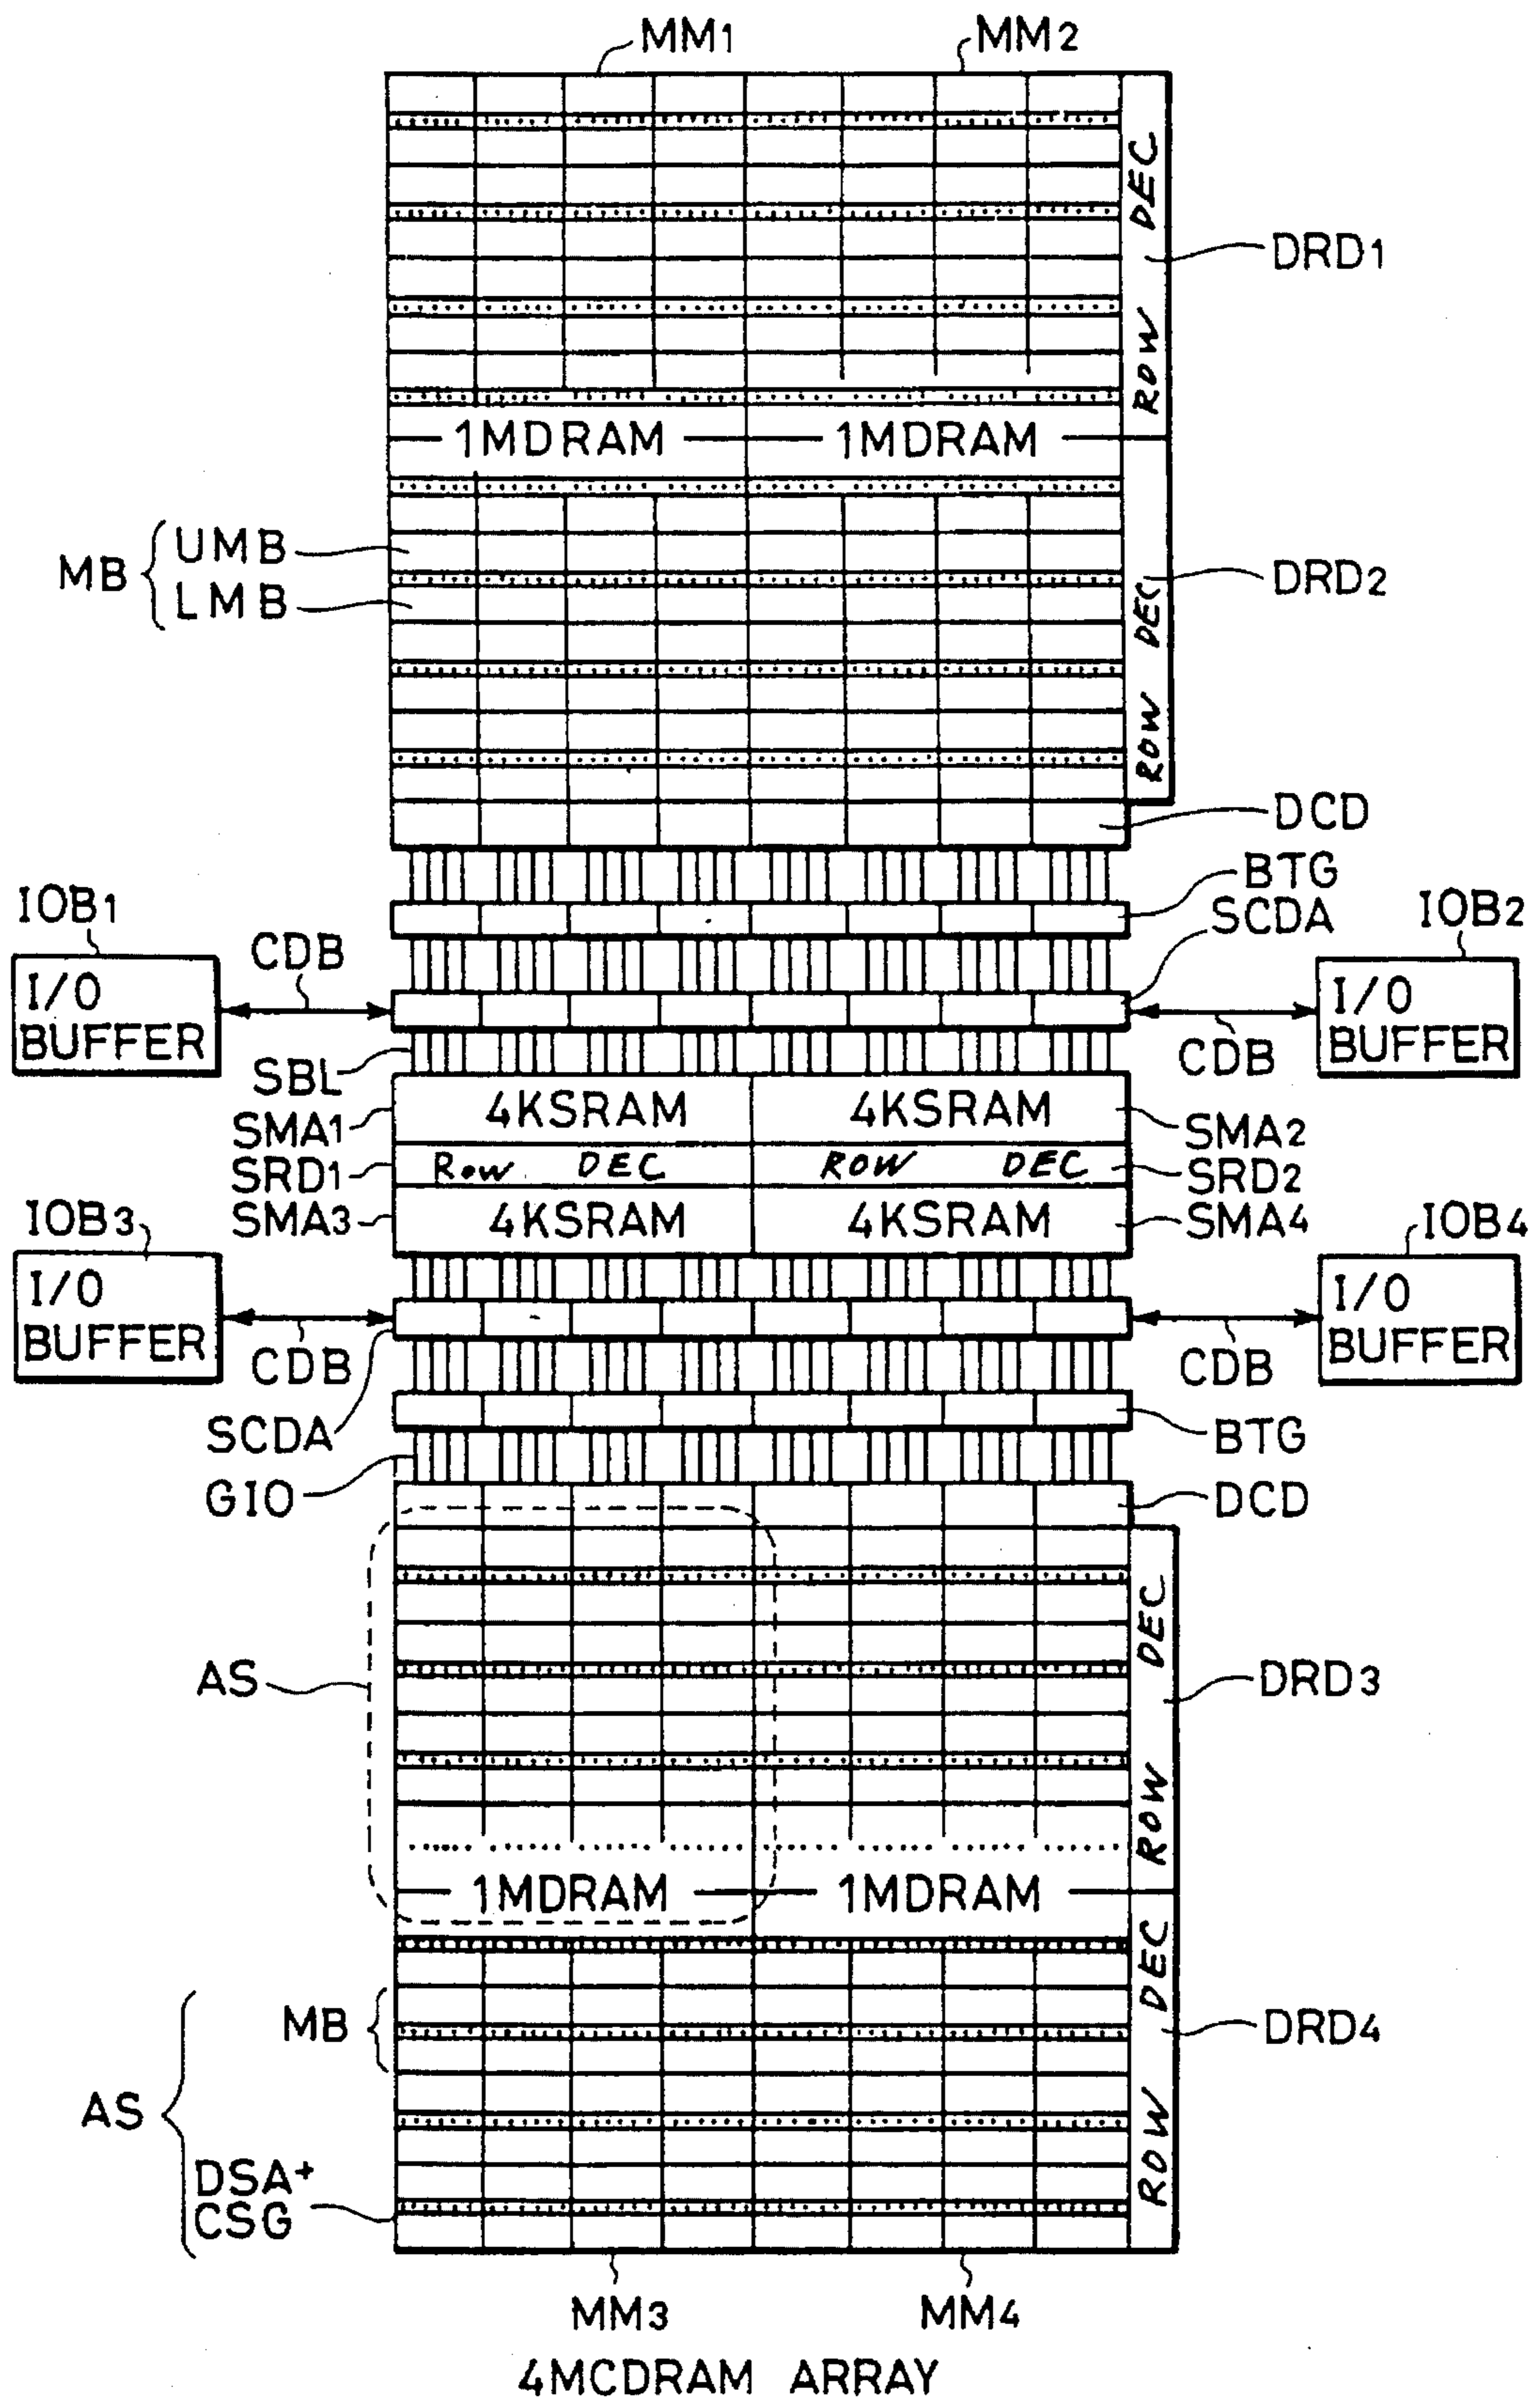 MM1 MM2
DEC
DRD1
ROW
1MDRAM 1MDRAM
MB UMB
LMB
DRD2
DEC
ROW
DCD
BTG
SCDA
IOB1 IOB2
CDB
I/O
BUFFER
I/O
BUFFER
CDB
SBL
SMA1 4KSRAM 4KSRAM SMA2
SRD1 Row DEC ROW DEC SRD2
SMA3 4KSRAM 4KSRAM SMA4
IOB3 IOB4
I/O
BUFFER
I/O
BUFFER
CDB CDB
SCDA BTG
GIO DCD
DEC
AS DRD3
ROW
1MDRAM 1MDRAM
DEC
MB DRD4
AS
ROW
DSA+
CSG
MM3 MM4
4MCDRAM ARRAY